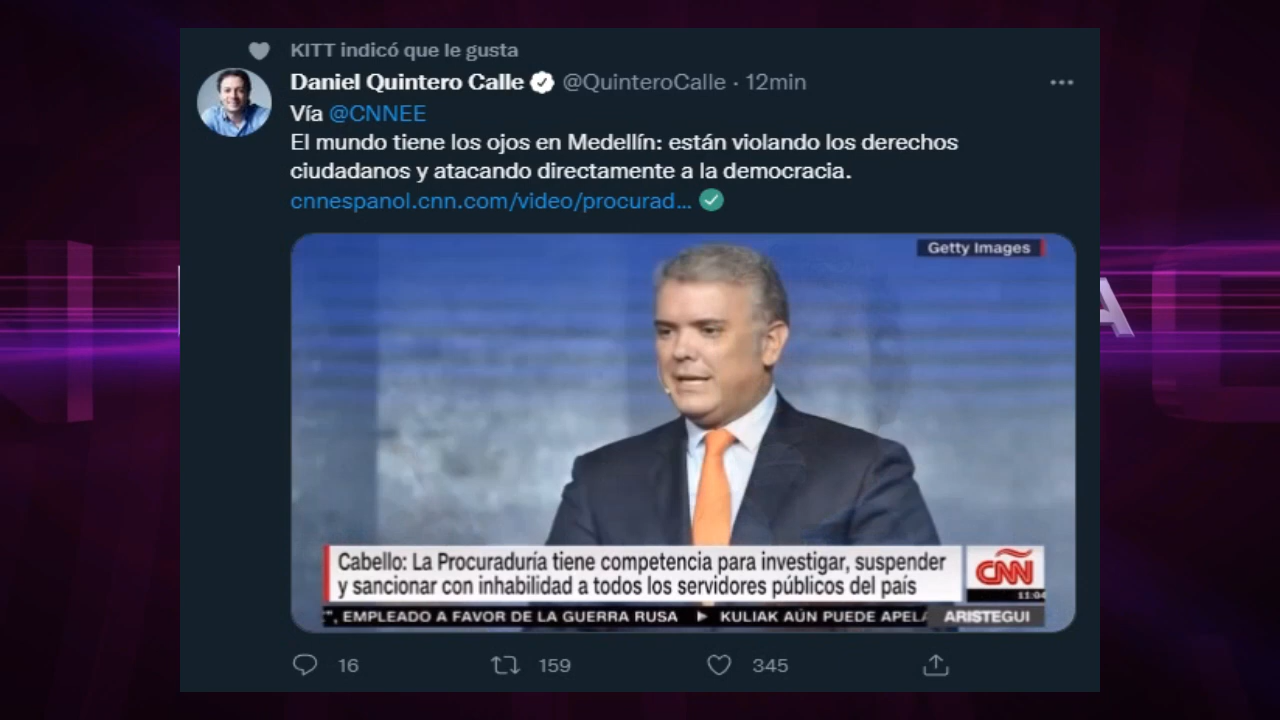 KITT indicó que le gusta
Daniel Quintero Calle @QuinteroCalle · 12min
Vía @CNNEE
El mundo tiene los ojos en Medellín: están violando los derechos
ciudadanos y atacando directamente a la democracia.
cnnespanol.cnn.com/video/procurad...
Getty Images
Cabello: La Procuraduría tiene competencia para investigar, suspender
y sancionar con inhabilidad a todos los servidores públicos del país
CNN
11:04
", EMPLEADO A FAVOR DE LA GUERRA RUSA ► KULIAK AÚN PUEDE APELA
ARISTEGUI
16 159 345
A